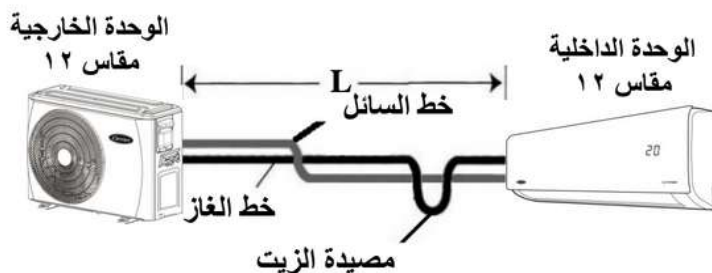 الوحدة الخارجية
مقاس ١٢
الوحدة الداخلية
مقاس ١٢
L
خط السائل
20
خط الغاز
مصيدة الزيت